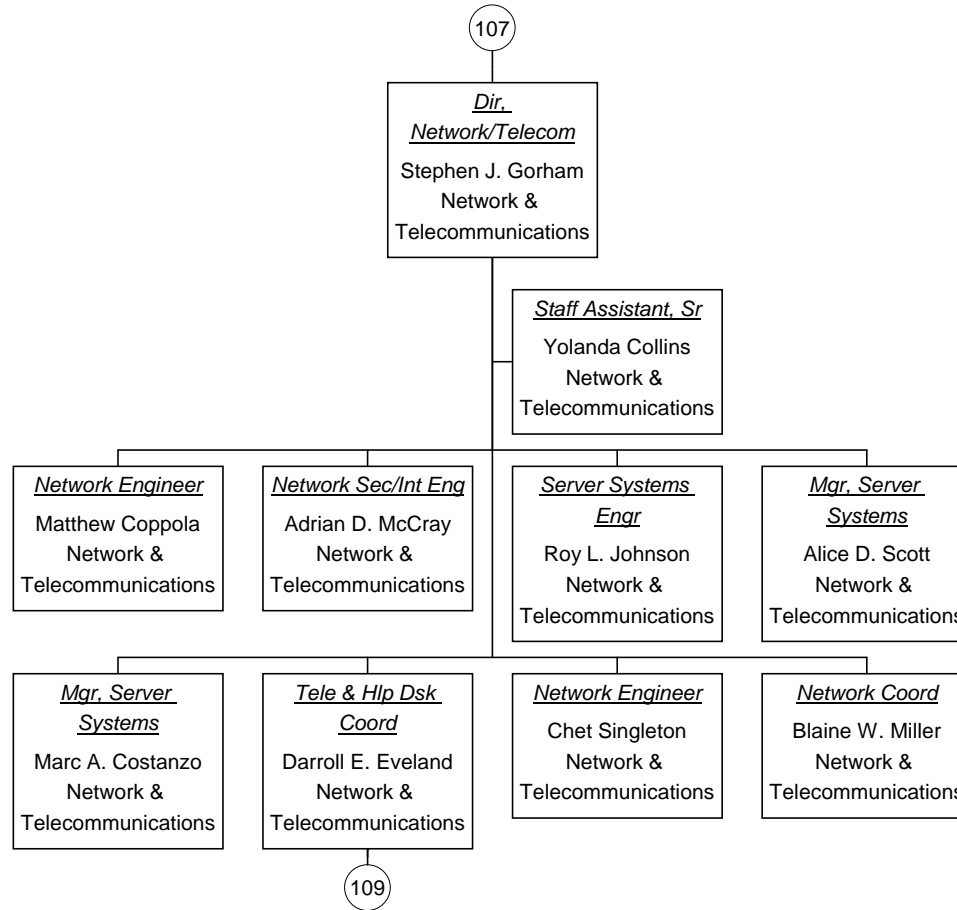 107
Dir,
Network/Telecom
Stephen J. Gorham
Network &
Telecommunications
Staff Assistant, Sr
Yolanda Collins
Network &
Telecommunications
Network Engineer
Matthew Coppola
Network &
Telecommunications
Network Sec/Int Eng
Adrian D. McCray
Network &
Telecommunications
Server Systems
Engr
Roy L. Johnson
Network &
Telecommunications
Mgr, Server
Systems
Alice D. Scott
Network &
Telecommunications
Mgr, Server
Systems
Marc A. Costanzo
Network &
Telecommunications
Tele & Hlp Dsk
Coord
Darroll E. Eveland
Network &
Telecommunications
Network Engineer
Chet Singleton
Network &
Telecommunications
Network Coord
Blaine W. Miller
Network &
Telecommunications
109